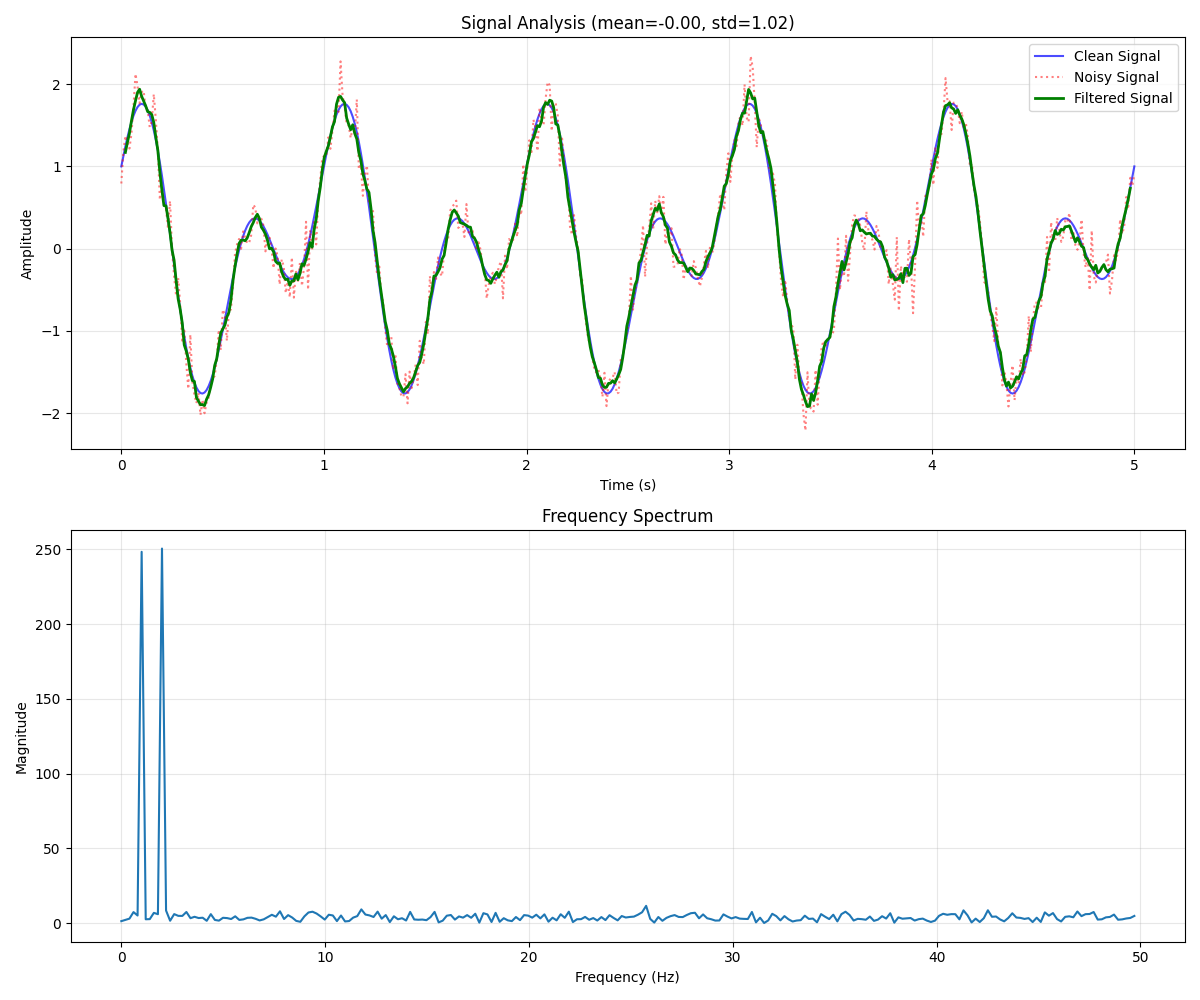 Signal Analysis (mean=-0.00, std=1.02)
Clean Signal
Noisy Signal
Filtered Signal
Amplitude
2
1
0
−1
−2
0
1
2
3
4
5
Time (s)
Frequency Spectrum
Magnitude
250
200
150
100
50
0
0
10
20
30
40
50
Frequency (Hz)